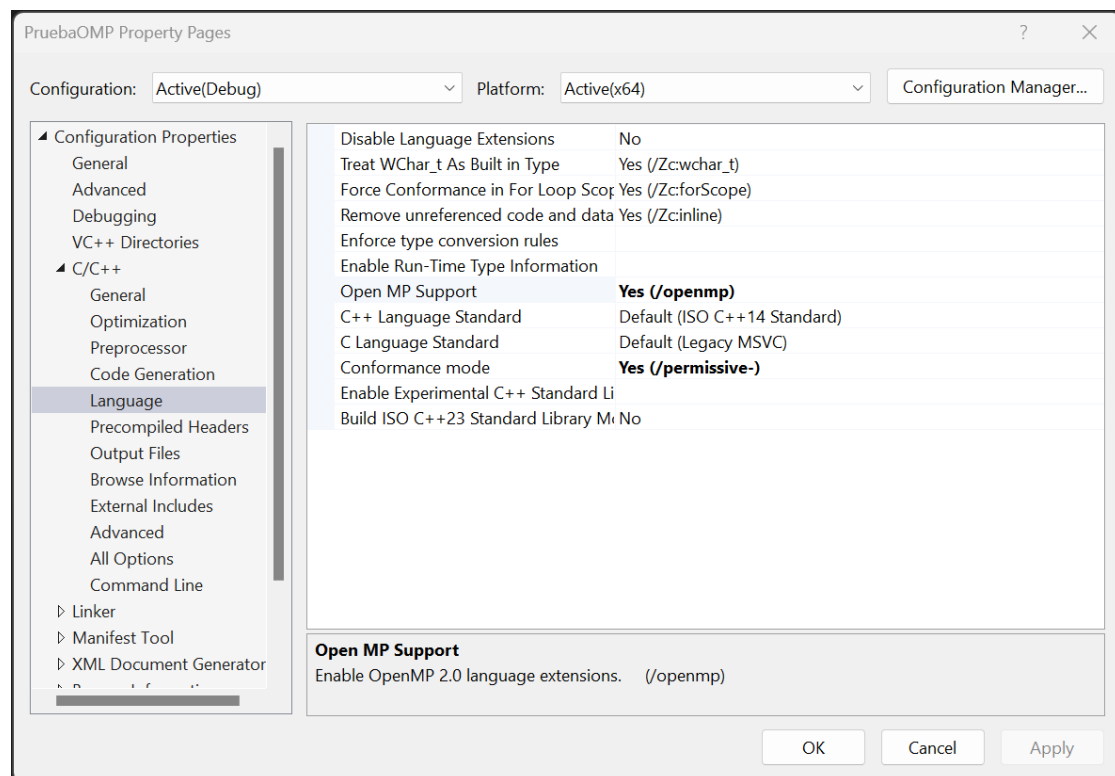 PruebaOMP Property Pages
?
Configuration: Active(Debug) Platform: Active(x64) Configuration Manager...
Configuration Properties
General
Advanced
Debugging
VC++ Directories
C/C++
General
Optimization
Preprocessor
Code Generation
Language
Precompiled Headers
Output Files
Browse Information
External Includes
Advanced
All Options
Command Line
Linker
Manifest Tool
XML Document Generator
Disable Language Extensions No
Treat WChar_t As Built in Type Yes (/Zc:wchar_t)
Force Conformance in For Loop Scop Yes (/Zc:forScope)
Remove unreferenced code and data Yes (/Zc:inline)
Enforce type conversion rules
Enable Run-Time Type Information
Open MP Support Yes (/openmp)
C++ Language Standard Default (ISO C++14 Standard)
C Language Standard Default (Legacy MSVC)
Conformance mode Yes (/permissive-)
Enable Experimental C++ Standard Li
Build ISO C++23 Standard Library Mo No
Open MP Support
Enable OpenMP 2.0 language extensions. (/openmp)
OK Cancel Apply